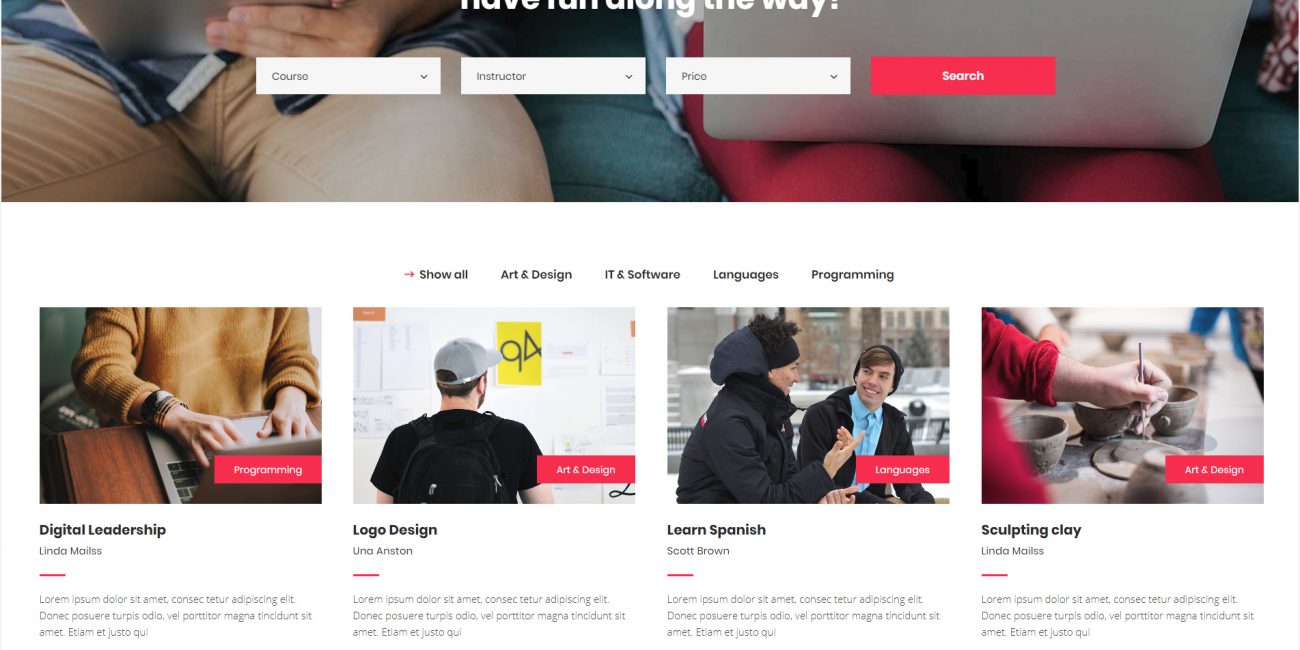 have fun along the way!
Course
Instructor
Price
Search
→ Show all
Art & Design
IT & Software
Languages
Programming
Programming
Art & Design
Languages
Art & Design
Digital Leadership
Linda Mailss
Lorem ipsum dolor sit amet, consec tetur adipiscing elit.
Donec posuere turpis odio, vel porttitor magna tincidunt sit
amet. Etiam et justo qui
Logo Design
Una Anston
Lorem ipsum dolor sit amet, consec tetur adipiscing elit.
Donec posuere turpis odio, vel porttitor magna tincidunt sit
amet. Etiam et justo qui
Learn Spanish
Scott Brown
Lorem ipsum dolor sit amet, consec tetur adipiscing elit.
Donec posuere turpis odio, vel porttitor magna tincidunt sit
amet. Etiam et justo qui
Sculpting clay
Linda Mailss
Lorem ipsum dolor sit amet, consec tetur adipiscing elit.
Donec posuere turpis odio, vel porttitor magna tincidunt sit
amet. Etiam et justo qui